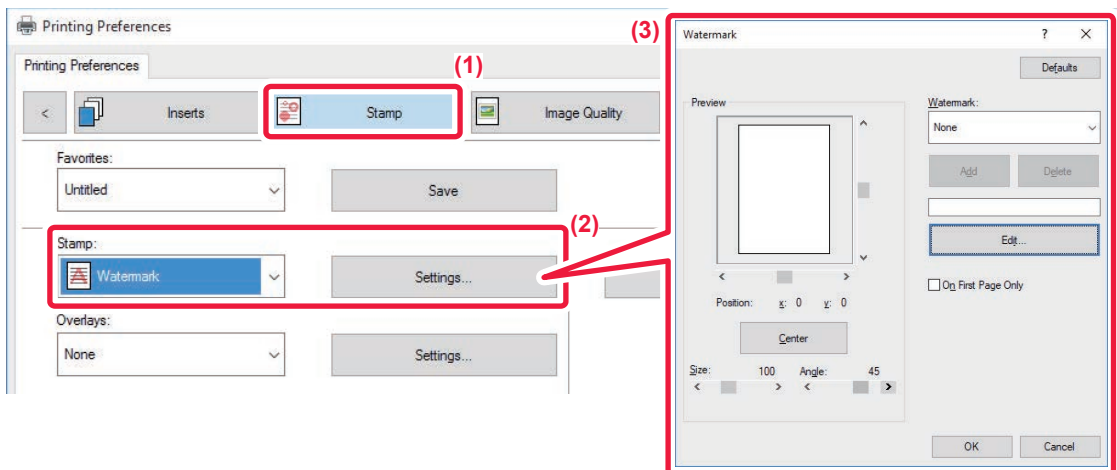 Printing Preferences
Printing Preferences
(1)
< Inserts Stamp Image Quality
Favorites:
Untitled Save
(2)
Stamp:
Watermark Settings...
Overlays:
None Settings...
(3)
Watermark ? X
Defaults
Preview
Watermark:
None
Add Delete
Edit...
On First Page Only
Position: x: 0 y: 0
Center
Size: 100 Angle: 45
< > < >
OK Cancel